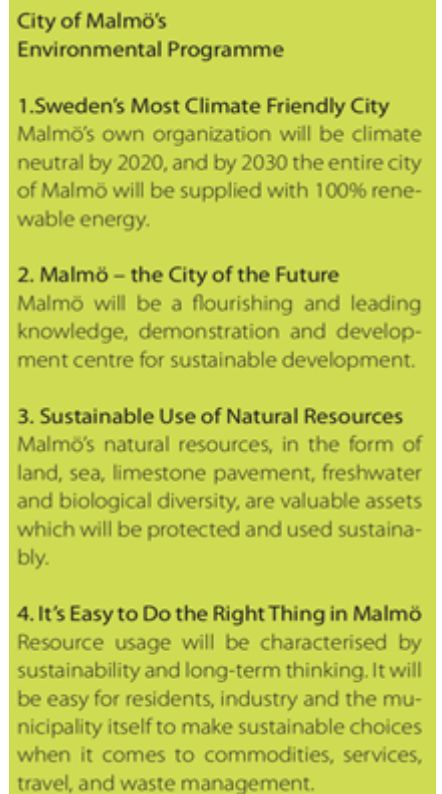 City of Malmö's
Environmental Programme
1.Sweden's Most Climate Friendly City
Malmö's own organization will be climate
neutral by 2020, and by 2030 the entire city
of Malmö will be supplied with 100% rene-
wable energy.
2. Malmö – the City of the Future
Malmö will be a flourishing and leading
knowledge, demonstration and develop-
ment centre for sustainable development.
3. Sustainable Use of Natural Resources
Malmö's natural resources, in the form of
land, sea, limestone pavement, freshwater
and biological diversity, are valuable assets
which will be protected and used sustaina-
bly.
4. It's Easy to Do the Right Thing in Malmö
Resource usage will be characterised by
sustainability and long-term thinking. It will
be easy for residents, industry and the mu-
nicipality itself to make sustainable choices
when it comes to commodities, services,
travel, and waste management.